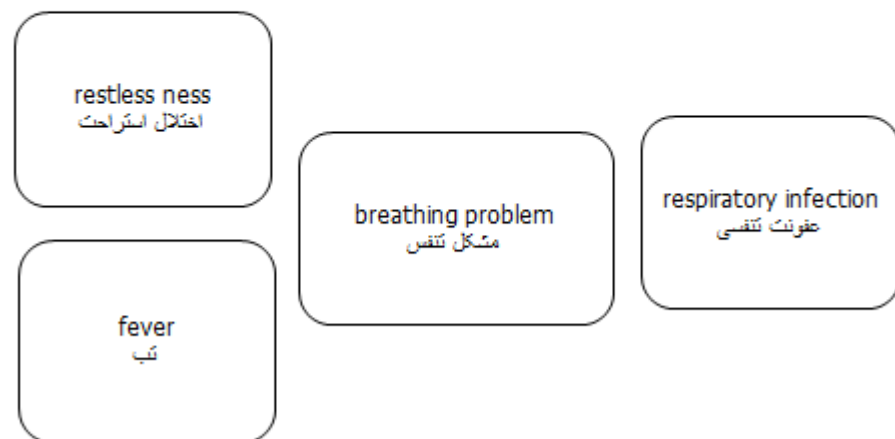 restless ness
اختلال استراحت
fever
تب
breathing problem
مشکل تنفس
respiratory infection
عفونت تنفسی